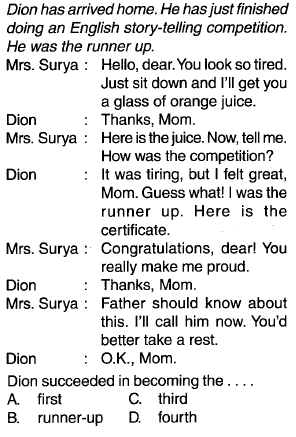 Dion has arrived home. He has just finished
doing an English story-telling competition.
He was the runner up.
Mrs. Surya : Hello, dear. You look so tired.
Just sit down and I'll get you
a glass of orange juice.
Dion : Thanks, Mom.
Mrs. Surya : Here is the juice. Now, tell me.
How was the competition?
Dion : It was tiring, but I felt great,
Mom. Guess what! I was the
runner up. Here is the
certificate.
Mrs. Surya : Congratulations, dear! You
really make me proud.
Dion : Thanks, Mom.
Mrs. Surya : Father should know about
this. I'll call him now. You'd
better take a rest.
Dion : O.K., Mom.
Dion succeeded in becoming the . . . .
A. first C. third
B. runner-up D. fourth